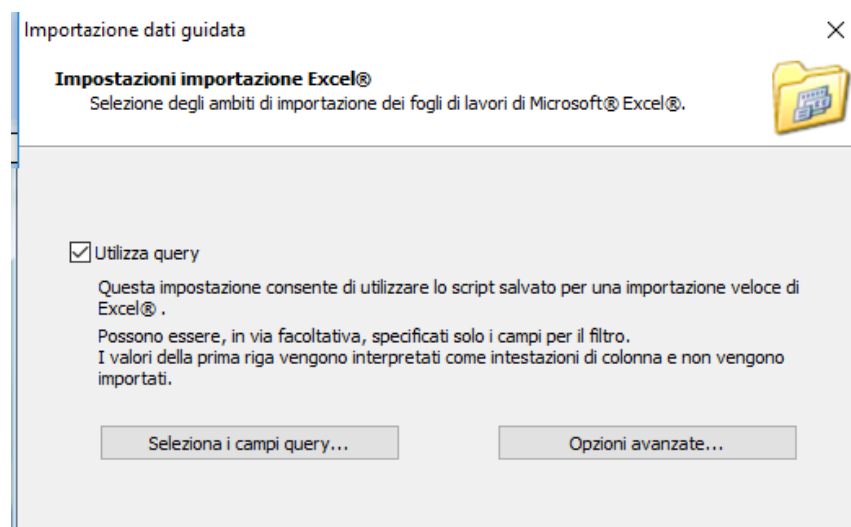 Importazione dati guidata
Impostazioni importazione Excel®
Selezione degli ambiti di importazione dei fogli di lavori di Microsoft® Excel®.
Utilizza query
Questa impostazione consente di utilizzare lo script salvato per una importazione veloce di
Excel® .
Possono essere, in via facoltativa, specificati solo i campi per il filtro.
I valori della prima riga vengono interpretati come intestazioni di colonna e non vengono
importati.
Seleziona i campi query...
Opzioni avanzate...